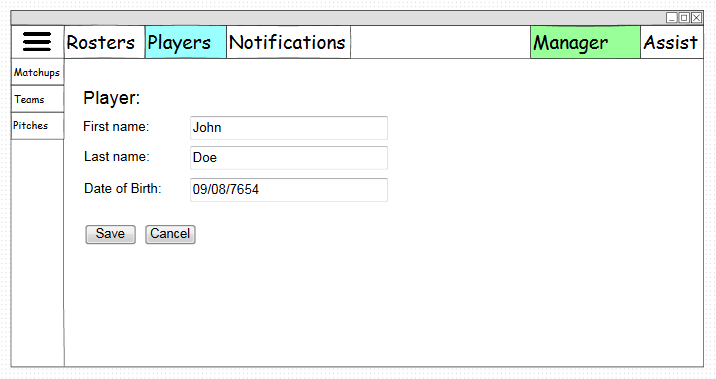 Rosters Players Notifications Manager Assist
Matchups
Teams
Pitches
Player:
First name: John
Last name: Doe
Date of Birth: 09/08/7654
Save Cancel